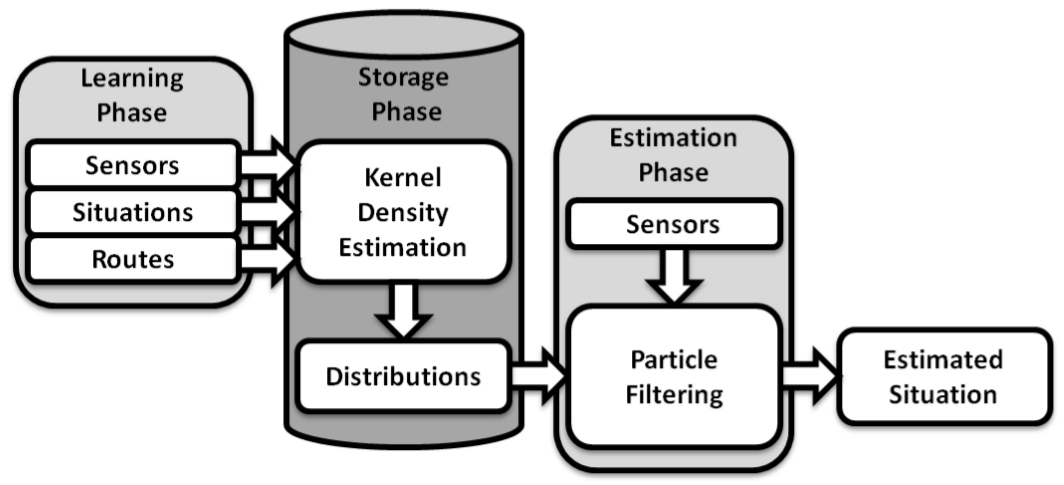 Learning
Phase
Sensors
Situations
Routes
Storage
Phase
Kernel
Density
Estimation
Distributions
Estimation
Phase
Sensors
Particle
Filtering
Estimated
Situation